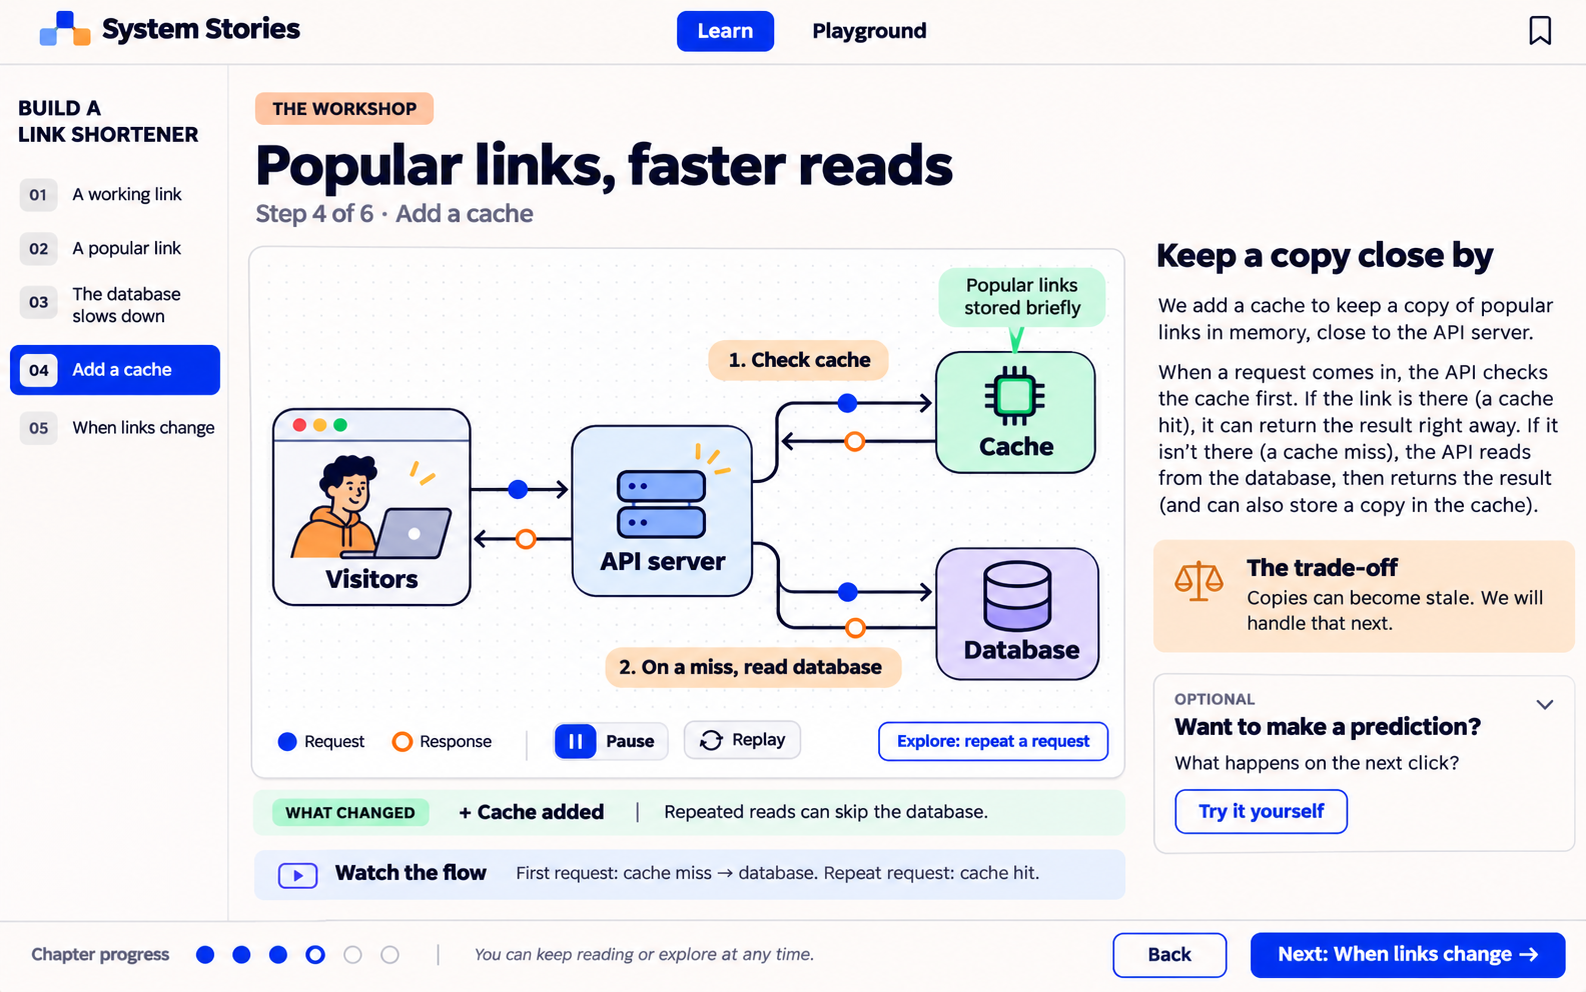 System Stories
Learn
Playground
BUILD A
LINK SHORTENER
01 A working link
02 A popular link
03 The database
slows down
04 Add a cache
05 When links change
THE WORKSHOP
Popular links, faster reads
Step 4 of 6 · Add a cache
Popular links
stored briefly
1. Check cache
Cache
Visitors
API server
Database
2. On a miss, read database
Request
Response
Pause
Replay
Explore: repeat a request
WHAT CHANGED
+ Cache added
Repeated reads can skip the database.
Watch the flow
First request: cache miss → database. Repeat request: cache hit.
Keep a copy close by
We add a cache to keep a copy of popular
links in memory, close to the API server.
When a request comes in, the API checks
the cache first. If the link is there (a cache
hit), it can return the result right away. If it
isn’t there (a cache miss), the API reads
from the database, then returns the result
(and can also store a copy in the cache).
The trade-off
Copies can become stale. We will
handle that next.
OPTIONAL
Want to make a prediction?
What happens on the next click?
Try it yourself
Chapter progress
You can keep reading or explore at any time.
Back
Next: When links change →